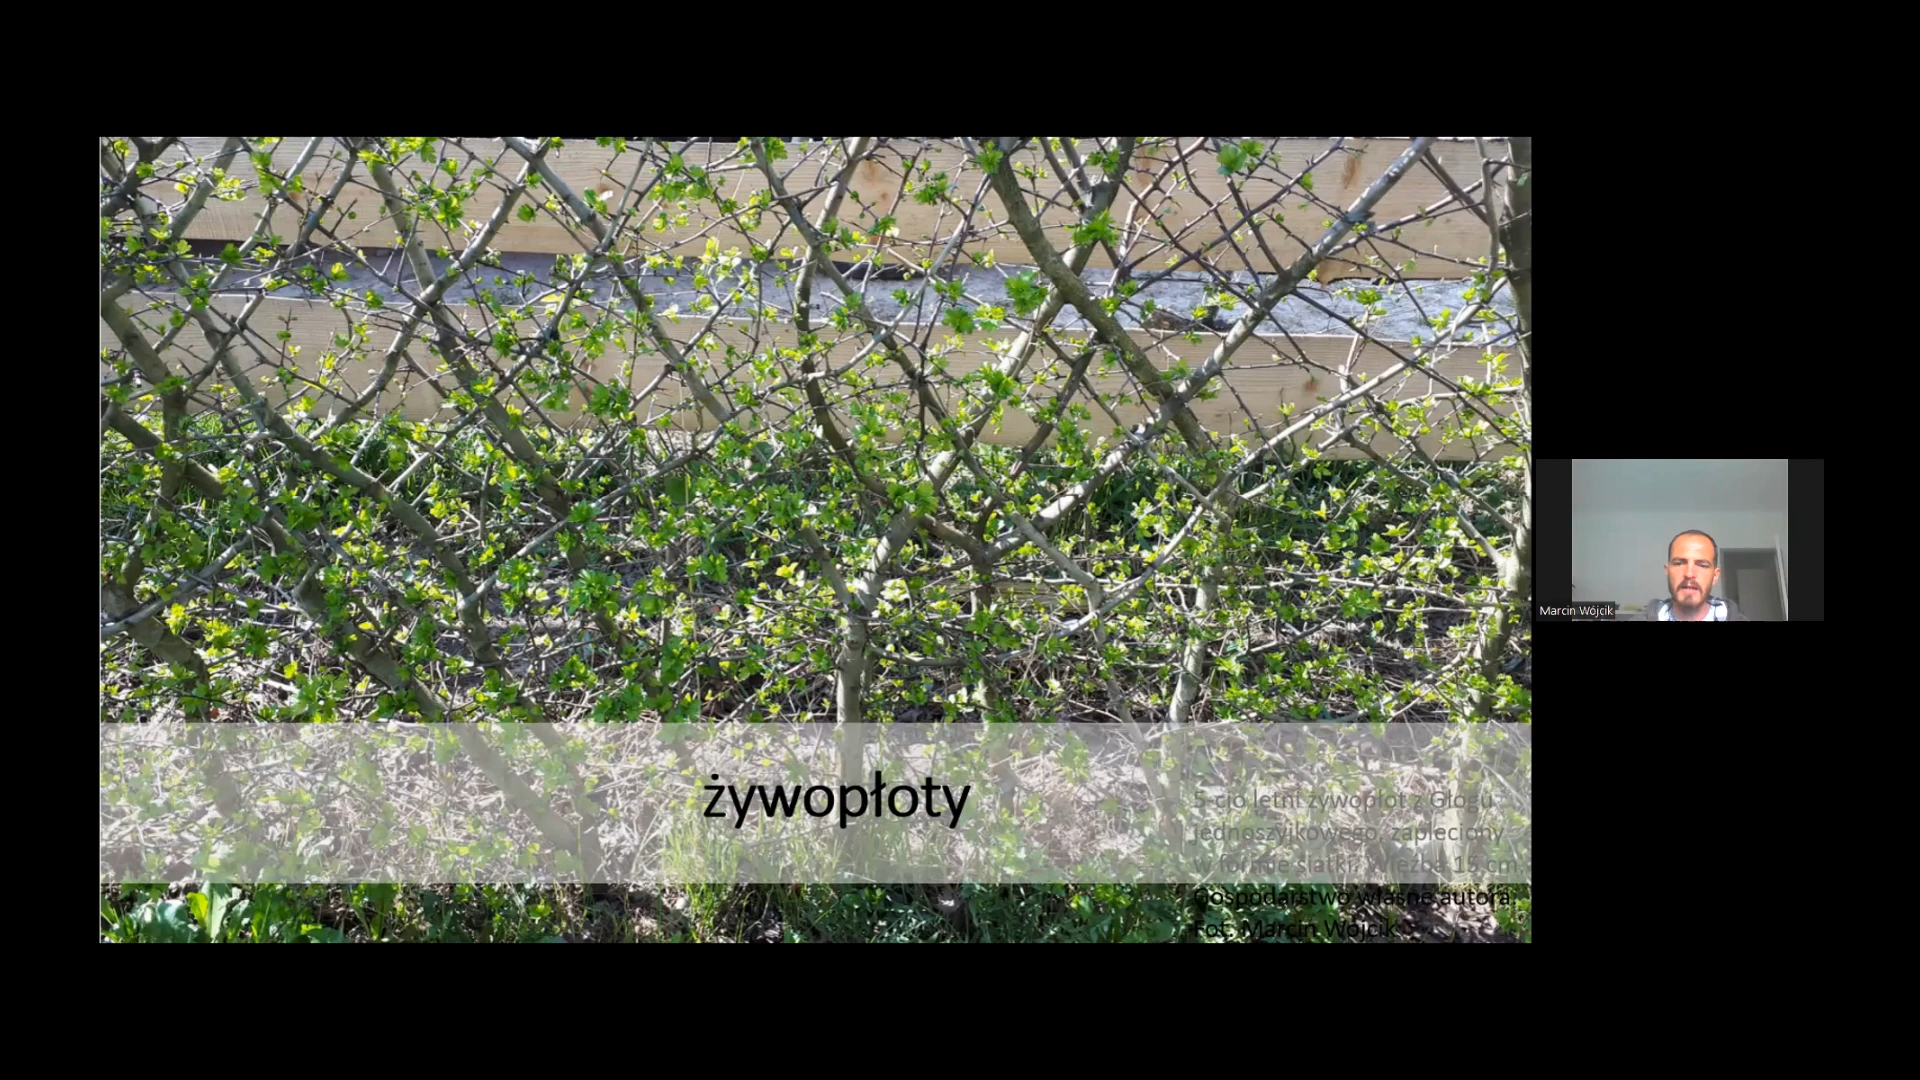 żywopłoty
5-cio letni żywopłot z Głogu
jednoszyjkowego, zapleciony
w formie siatki. Więźba 15 cm.
Gospodarstwo własne autora.
Fot. Marcin Wójcik
Marcin Wójcik